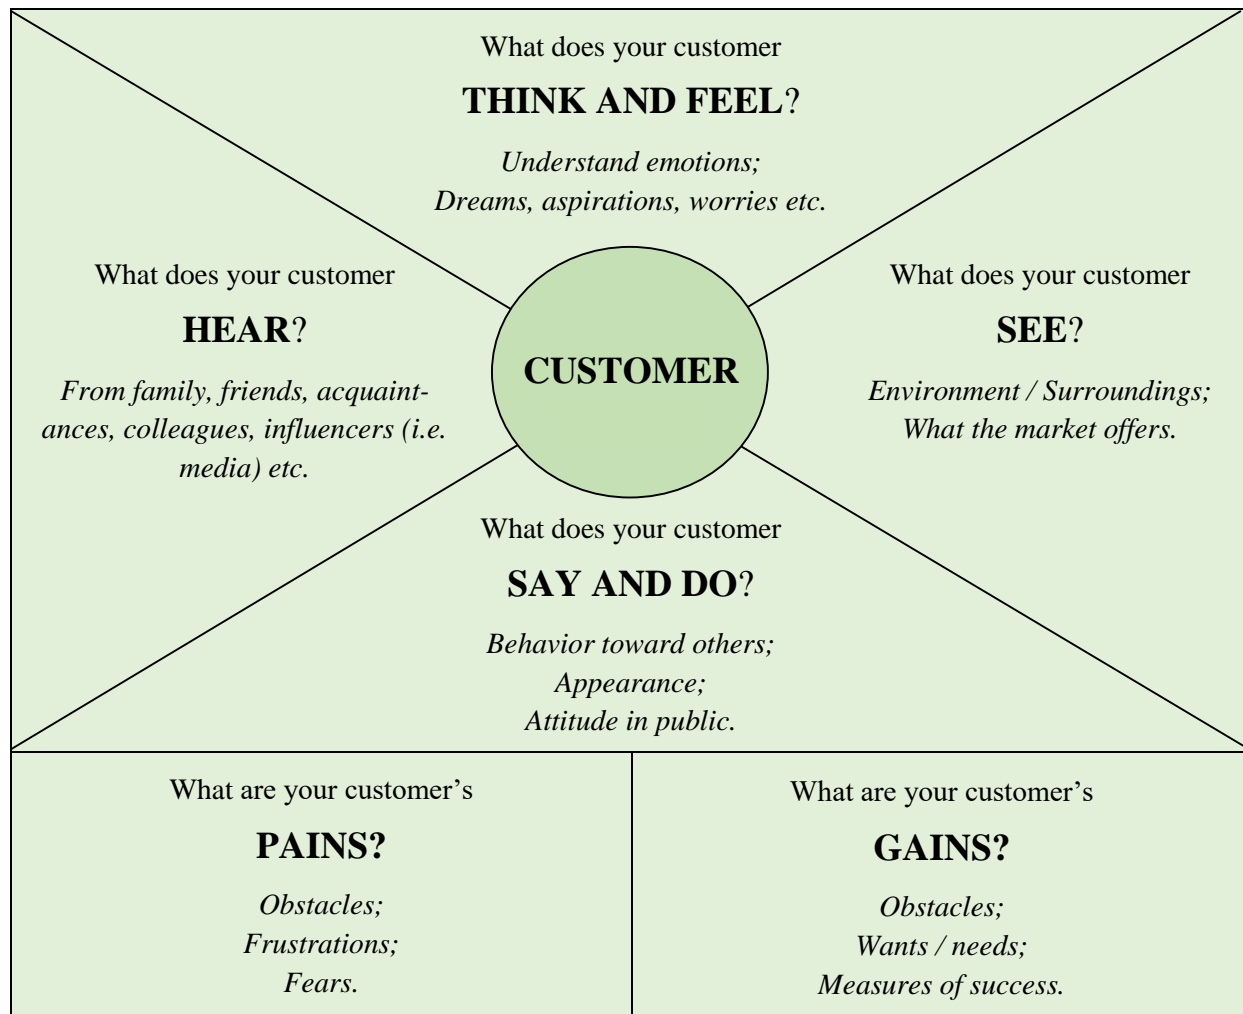 What does your customer
THINK AND FEEL?
Understand emotions;
Dreams, aspirations, worries etc.
What does your customer
HEAR?
From family, friends, acquaint-
ances, colleagues, influencers (i.e.
media) etc.
CUSTOMER
What does your customer
SEE?
Environment / Surroundings;
What the market offers.
What does your customer
SAY AND DO?
Behavior toward others;
Appearance;
Attitude in public.
What are your customer’s
PAINS?
Obstacles;
Frustrations;
Fears.
What are your customer’s
GAINS?
Obstacles;
Wants / needs;
Measures of success.